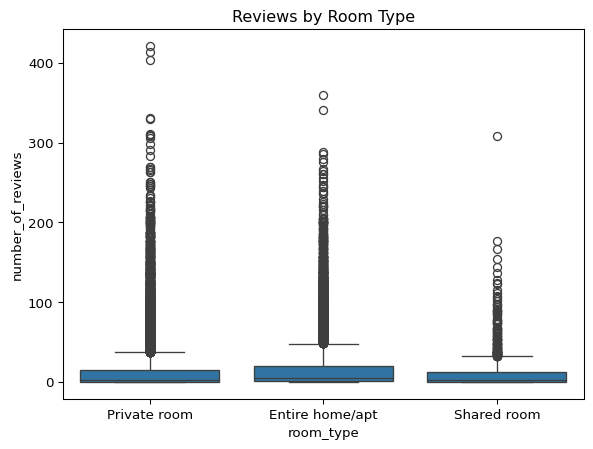 Reviews by Room Type
number_of_reviews
400
300
200
100
0
Private room Entire home/apt Shared room
room_type